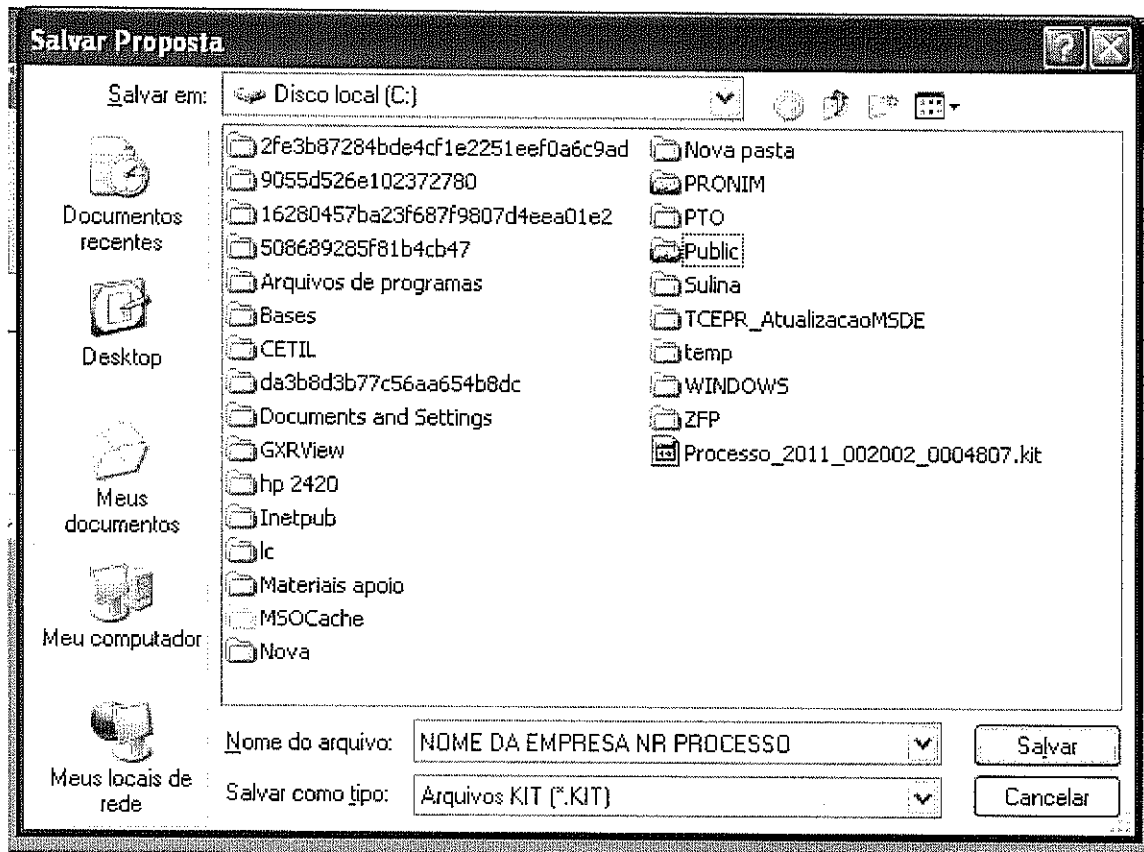 Salvar Proposta
Salvar em:
Disco local (C:)
Documentos
recentes
Desktop
Meus
documentos
Meu computador
Meus locais de
rede
2fe3b87284bde4cf1e2251eef0a6c9ad
9055d526e102372780
16280457ba23f687f9807d4eea01e2
508689285f81b4cb47
Arquivos de programas
Bases
CETIL
da3b8d3b77c56aa654b8dc
Documents and Settings
GXRView
hp 2420
Inetpub
lc
Materiais apoio
MSOCache
Nova
Nova pasta
PRONIM
PTO
Public
Sulina
TCEPR_AtualizacaoMSDE
temp
WINDOWS
ZFP
Processo_2011_002002_0004807.kit
Nome do arquivo:
NOME DA EMPRESA NR PROCESSO
Salvar
Salvar como tipo:
Arquivos KIT (*.KIT)
Cancelar